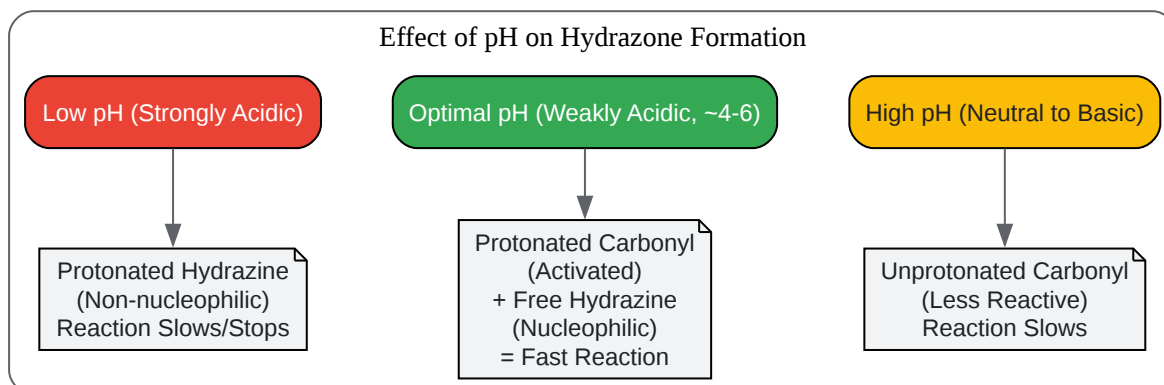 Effect of pH on Hydrazone Formation
Low pH (Strongly Acidic)
Optimal pH (Weakly Acidic, ~4-6)
High pH (Neutral to Basic)
Protonated Hydrazine
(Non-nucleophilic)
Reaction Slows/Stops
Protonated Carbonyl
(Activated)
+ Free Hydrazine
(Nucleophilic)
= Fast Reaction
Unprotonated Carbonyl
(Less Reactive)
Reaction Slows